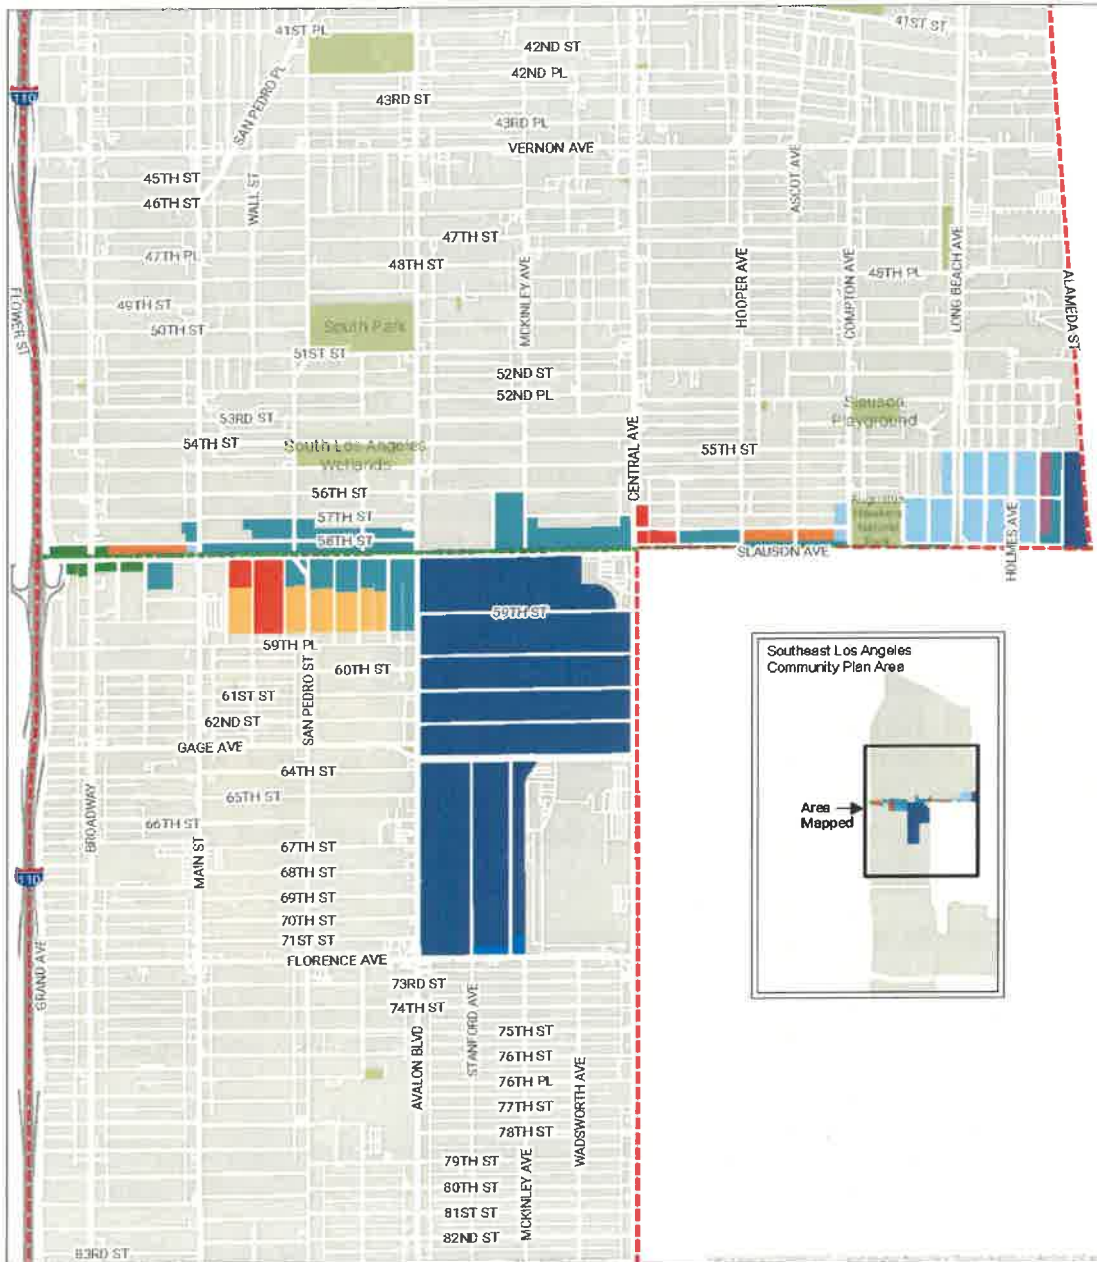 41ST PL
41ST ST
42ND ST
42ND PL
110
SAN PEDRO PL
43RD ST
43RD PL
VERNON AVE
ASCOT AVE
45TH ST
WALL ST
46TH ST
47TH ST
47TH PL
48TH ST
MCKINLEY AVE
HOOPER AVE
COMPTON AVE
48TH PL
LONG BEACH AVE
ALAMEDA ST
FLOWER ST
49TH ST
50TH ST
South Park
51ST ST
52ND ST
52ND PL
53RD ST
54TH ST
South Los Angeles
Wetlands
CENTRAL AVE
55TH ST
Slauson
Playground
56TH ST
57TH ST
58TH ST
Augustus
Hawkins
Natural
SLAUSON AVE
HOLMES AVE
59TH ST
59TH PL
60TH ST
SAN PEDRO ST
61ST ST
62ND ST
GAGE AVE
64TH ST
65TH ST
BROADWAY
66TH ST
MAIN ST
67TH ST
68TH ST
110
69TH ST
70TH ST
71ST ST
FLORENCE AVE
GRAND AVE
73RD ST
74TH ST
STANFORD AVE
AVALON BLVD
75TH ST
76TH ST
76TH PL
77TH ST
78TH ST
WADSWORTH AVE
79TH ST
80TH ST
81ST ST
82ND ST
MCKINLEY AVE
83RD ST
Southeast Los Angeles
Community Plan Area
Area
Mapped